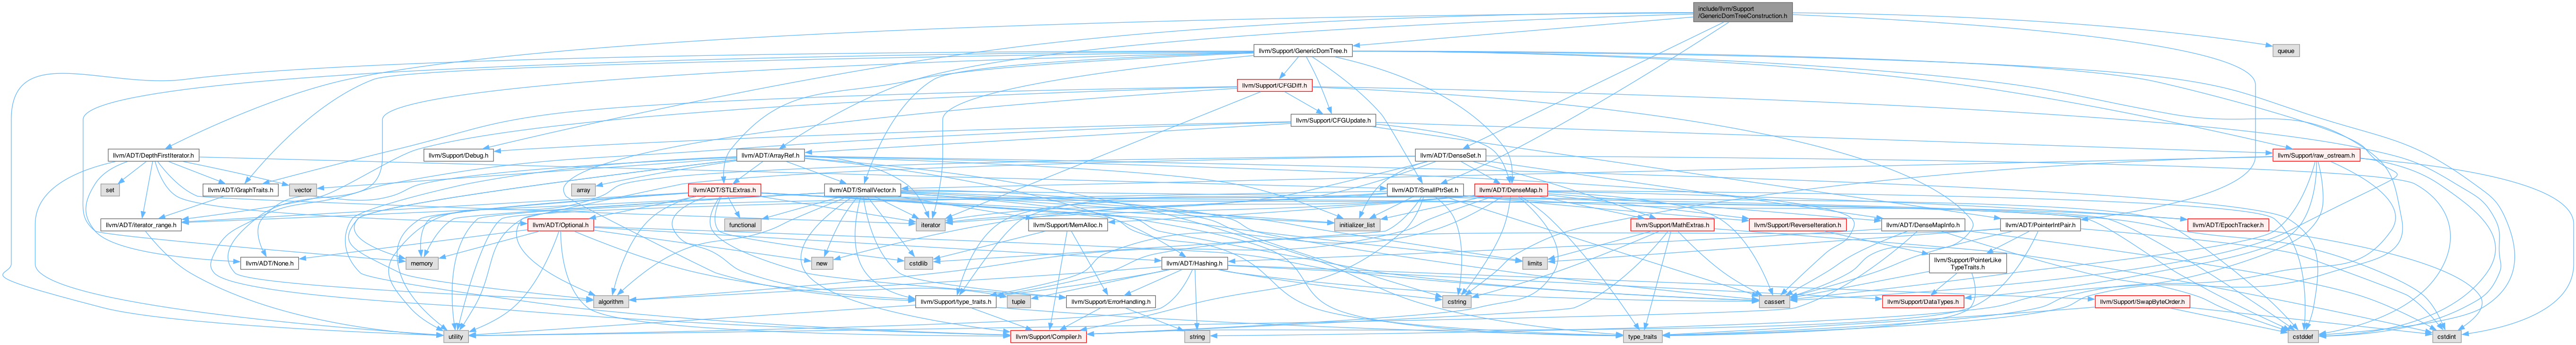 include/llvm/Support
/GenericDomTreeConstruction.h
llvm/Support/GenericDomTree.h
queue
llvm/Support/CFGDiff.h
llvm/Support/CFGUpdate.h
llvm/ADT/DepthFirstIterator.h
llvm/Support/Debug.h
llvm/ADT/ArrayRef.h
llvm/ADT/DenseSet.h
llvm/Support/raw_ostream.h
set
llvm/ADT/GraphTraits.h
vector
array
llvm/ADT/STLExtras.h
llvm/ADT/SmallVector.h
llvm/ADT/SmallPtrSet.h
llvm/ADT/DenseMap.h
llvm/ADT/iterator_range.h
llvm/ADT/Optional.h
functional
llvm/Support/MemAlloc.h
iterator
initializer_list
llvm/Support/MathExtras.h
llvm/Support/ReverseIteration.h
llvm/ADT/DenseMapInfo.h
llvm/ADT/PointerIntPair.h
llvm/ADT/EpochTracker.h
llvm/ADT/None.h
memory
new
cstdlib
llvm/ADT/Hashing.h
limits
llvm/Support/PointerLike
TypeTraits.h
algorithm
llvm/Support/type_traits.h
tuple
llvm/Support/ErrorHandling.h
cstring
cassert
llvm/Support/DataTypes.h
llvm/Support/SwapByteOrder.h
utility
llvm/Support/Compiler.h
string
type_traits
cstddef
cstdint